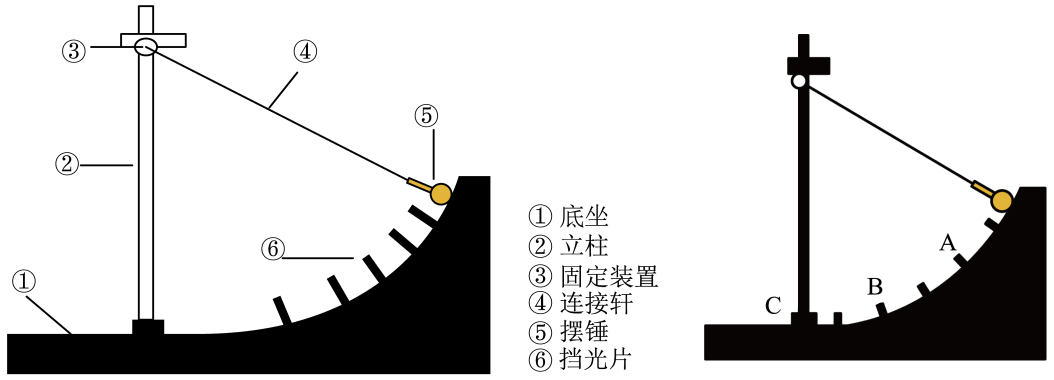 ③
④
⑤
②
⑥
①
① 底坐
② 立柱
③ 固定装置
④ 连接轩
⑤ 摆锤
⑥ 挡光片
A
B
C